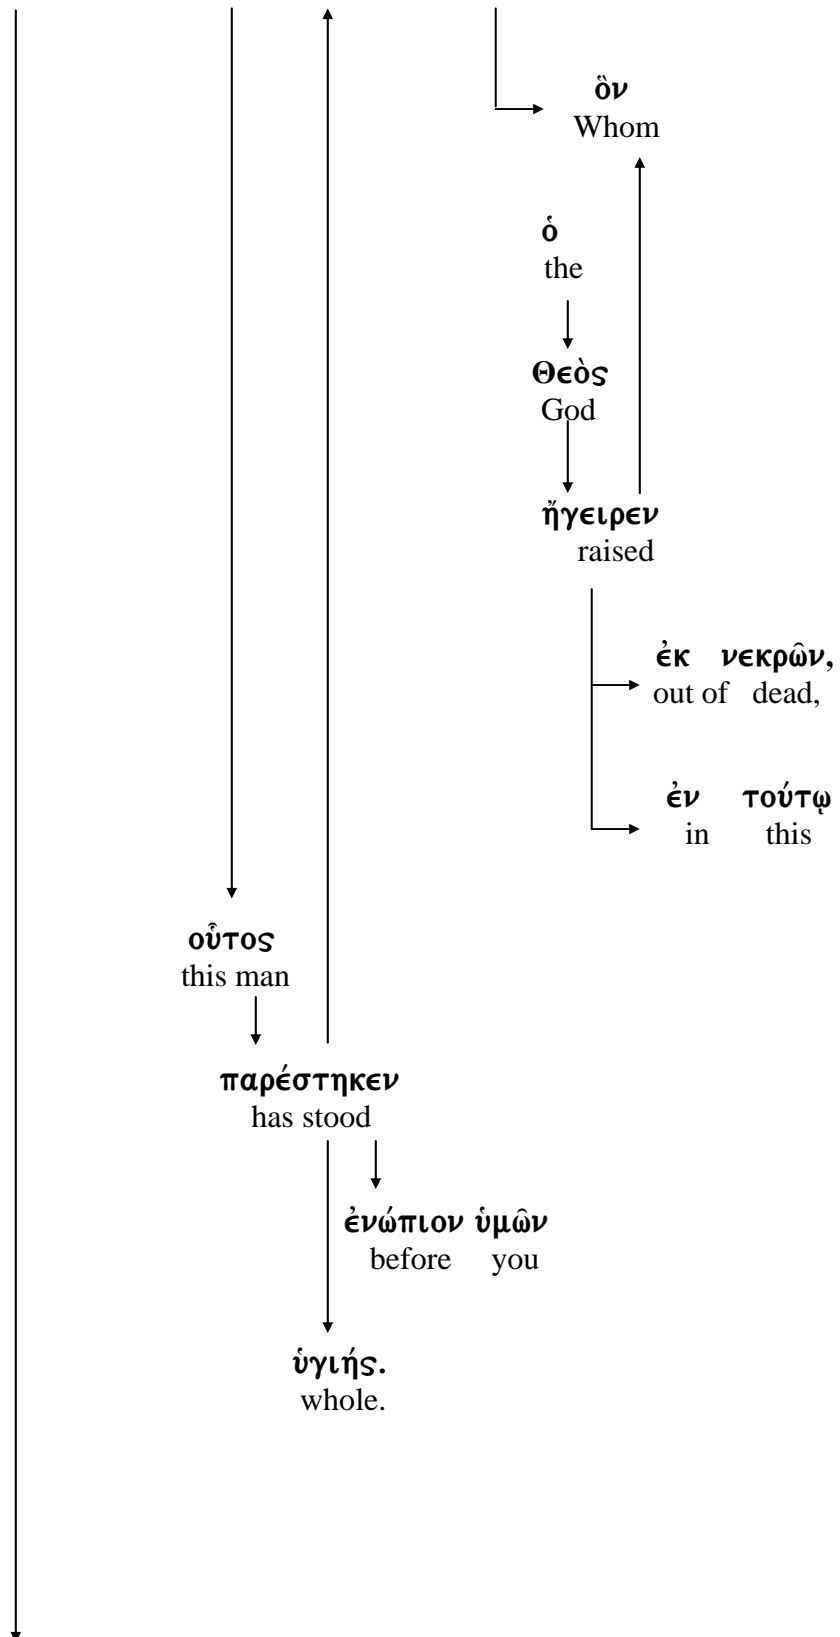 ὃν
Whom
ὁ
the
Θεὸς
God
ἤγειρεν
raised
ἐκ νεκρῶν,
out of dead,
ἐν τούτῳ
in this
οὗτος
this man
παρέστηκεν
has stood
ἐνώπιον ὑμῶν
before you
ὑγιής.
whole.